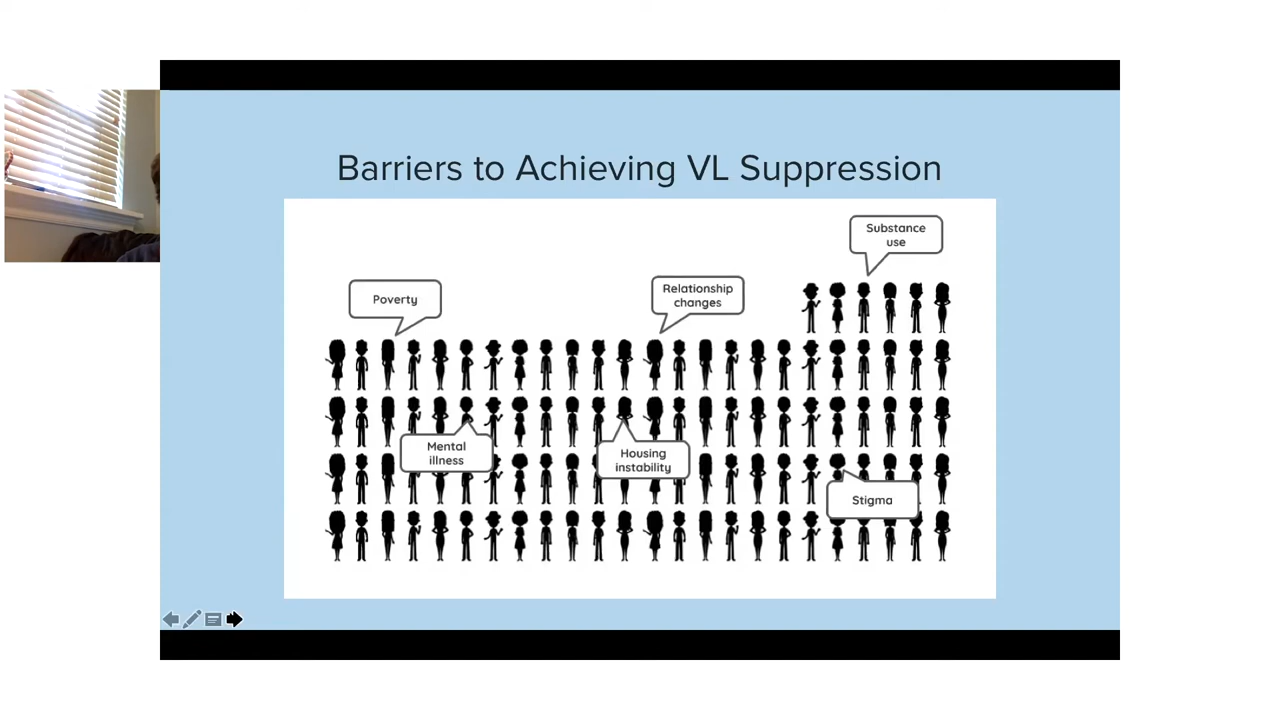 Barriers to Achieving VL Suppression
Substance
use
Poverty
Relationship
changes
Mental
illness
Housing
instability
Stigma